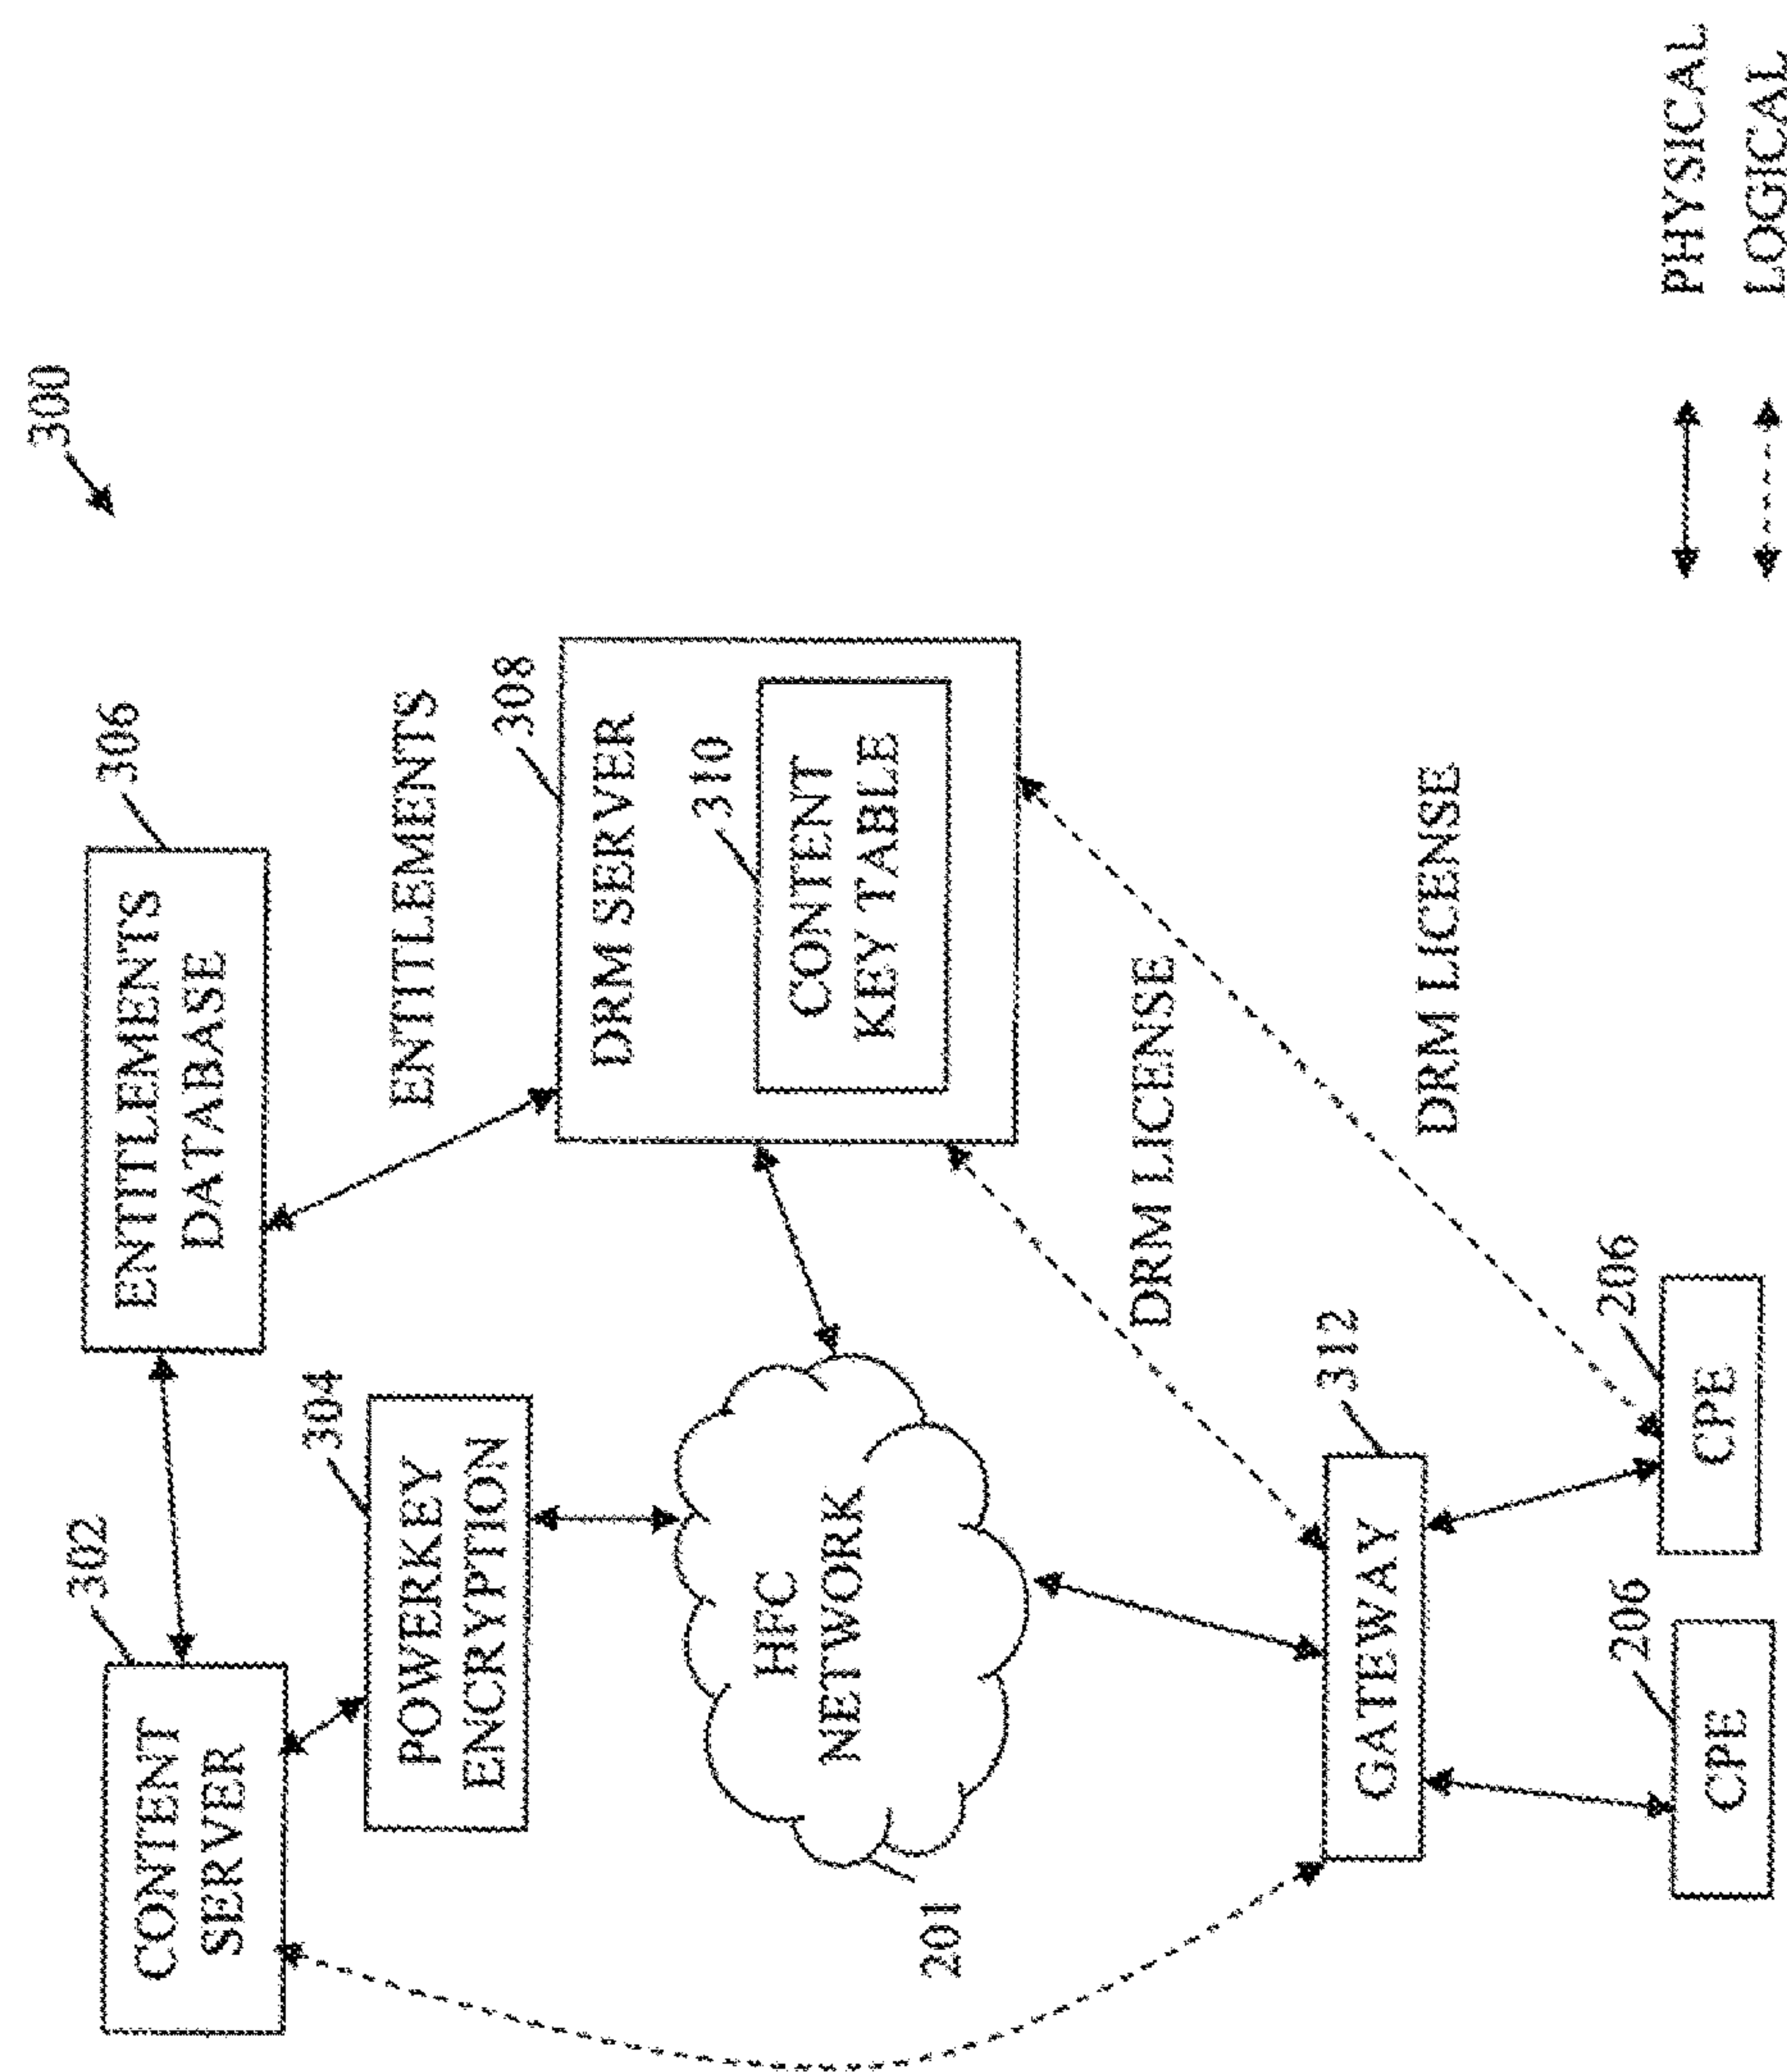 300
302
CONTENT
SERVER
306
ENTITLEMENTS
DATABASE
304
POWERKEY
ENCRYPTION
ENTITLEMENTS
308
DRM SERVER
310
CONTENT
KEY TABLE
HFC
NETWORK
201
DRM LICENSE
DRM LICENSE
312
GATEWAY
206
CPE
206
CPE
PHYSICAL
LOGICAL